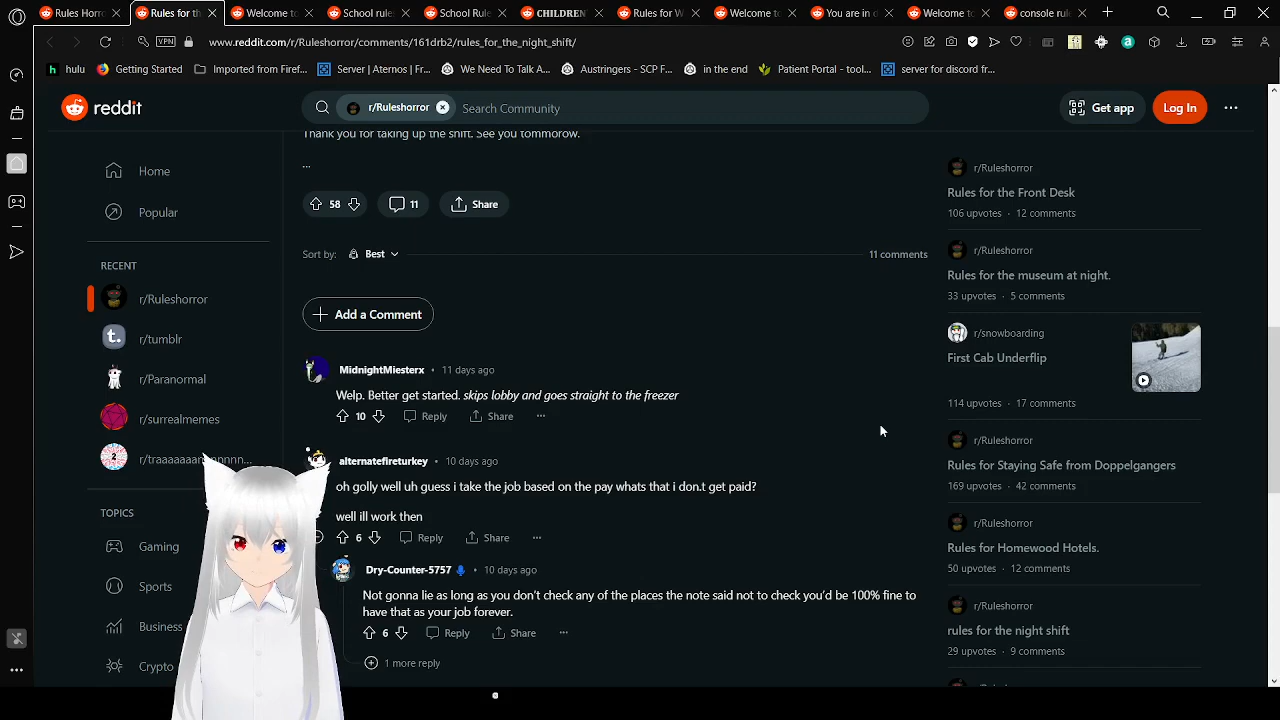 Rules Horro
Rules for th
Welcome to
School rules
School Rule
CHILDREN
Rules for W
Welcome to
You are in d
Welcome to
console rule
VPN
www.reddit.com/r/Ruleshorror/comments/161drb2/rules_for_the_night_shift/
hulu
Getting Started
Imported from Firef...
Server | Aternos | Fr...
We Need To Talk A...
Austringers - SCP F...
in the end
Patient Portal - tool...
server for discord fr...
reddit
r/Ruleshorror
Search Community
Get app
Log In
Home
Popular
RECENT
r/Ruleshorror
r/tumblr
r/Paranormal
r/surrealmemes
TOPICS
Gaming
Sports
Business
Crypto
Thank you for taking up the shift. See you tommorow.
...
58
11
Share
Sort by:
Best
11 comments
Add a Comment
MidnightMiesterx • 11 days ago
Welp. Better get started. skips lobby and goes straight to the freezer
10
Reply
Share
alternatefireturkey • 10 days ago
oh golly well uh guess i take the job based on the pay whats that i don.t get paid?
well ill work then
6
Reply
Share
Dry-Counter-5757 • 10 days ago
Not gonna lie as long as you don't check any of the places the note said not to check you'd be 100% fine to
have that as your job forever.
6
Reply
Share
1 more reply
r/Ruleshorror
Rules for the Front Desk
106 upvotes · 12 comments
r/Ruleshorror
Rules for the museum at night.
33 upvotes · 5 comments
r/snowboarding
First Cab Underflip
114 upvotes · 17 comments
r/Ruleshorror
Rules for Staying Safe from Doppelgangers
169 upvotes · 42 comments
r/Ruleshorror
Rules for Homewood Hotels.
50 upvotes · 12 comments
r/Ruleshorror
rules for the night shift
29 upvotes · 9 comments